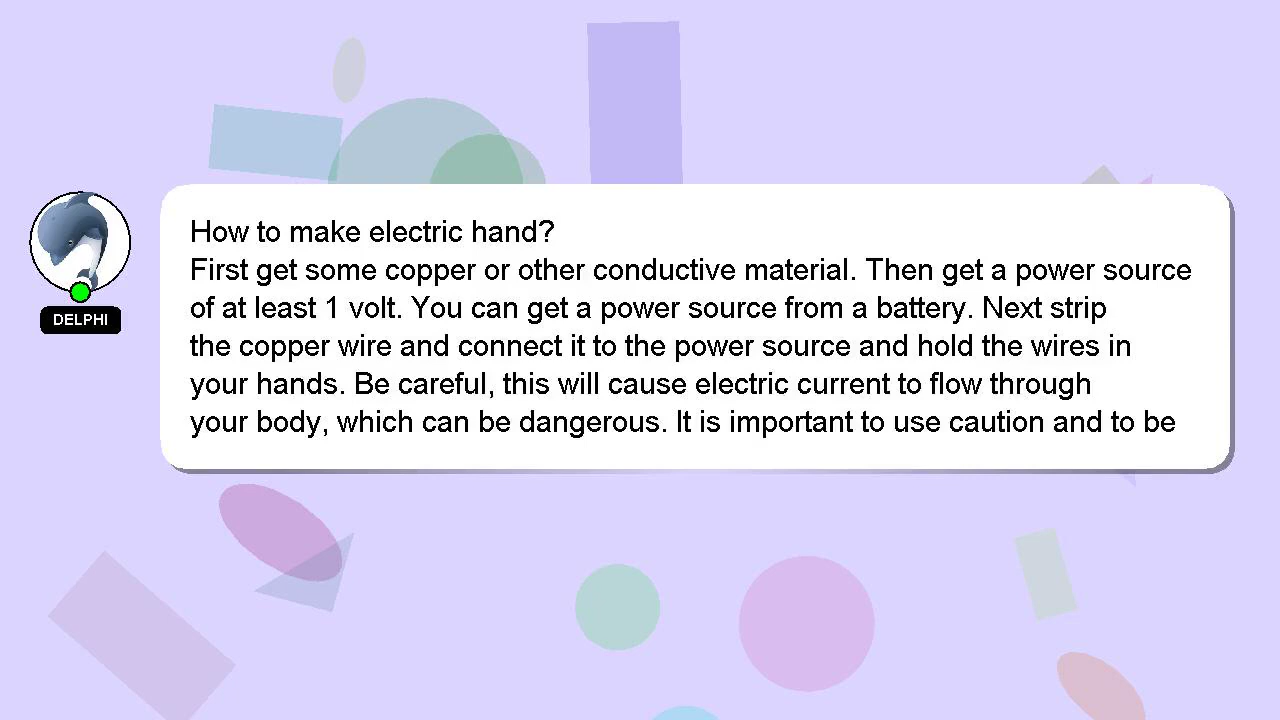 How to make electric hand?
First get some copper or other conductive material. Then get a power source
of at least 1 volt. You can get a power source from a battery. Next strip
the copper wire and connect it to the power source and hold the wires in
your hands. Be careful, this will cause electric current to flow through
your body, which can be dangerous. It is important to use caution and to be
DELPHI